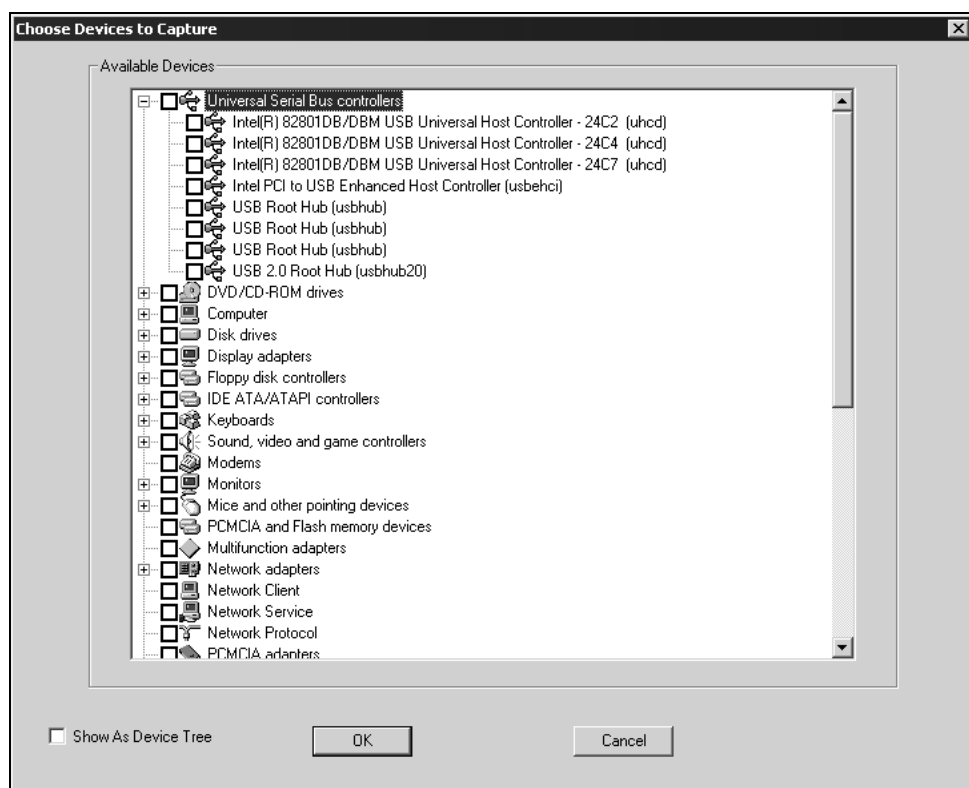 Choose Devices to Capture
Available Devices
Universal Serial Bus controllers
Intel(R) 82801DB/DBM USB Universal Host Controller - 24C2 (uhcd)
Intel(R) 82801DB/DBM USB Universal Host Controller - 24C4 (uhcd)
Intel(R) 82801DB/DBM USB Universal Host Controller - 24C7 (uhcd)
Intel PCI to USB Enhanced Host Controller (usbehci)
USB Root Hub (usbhub)
USB Root Hub (usbhub)
USB Root Hub (usbhub)
USB 2.0 Root Hub (usbhub20)
DVD/CD-ROM drives
Computer
Disk drives
Display adapters
Floppy disk controllers
IDE ATA/ATAPI controllers
Keyboards
Sound, video and game controllers
Modems
Monitors
Mice and other pointing devices
PCMCIA and Flash memory devices
Multifunction adapters
Network adapters
Network Client
Network Service
Network Protocol
PCMCIA adapters
Show As Device Tree
OK
Cancel